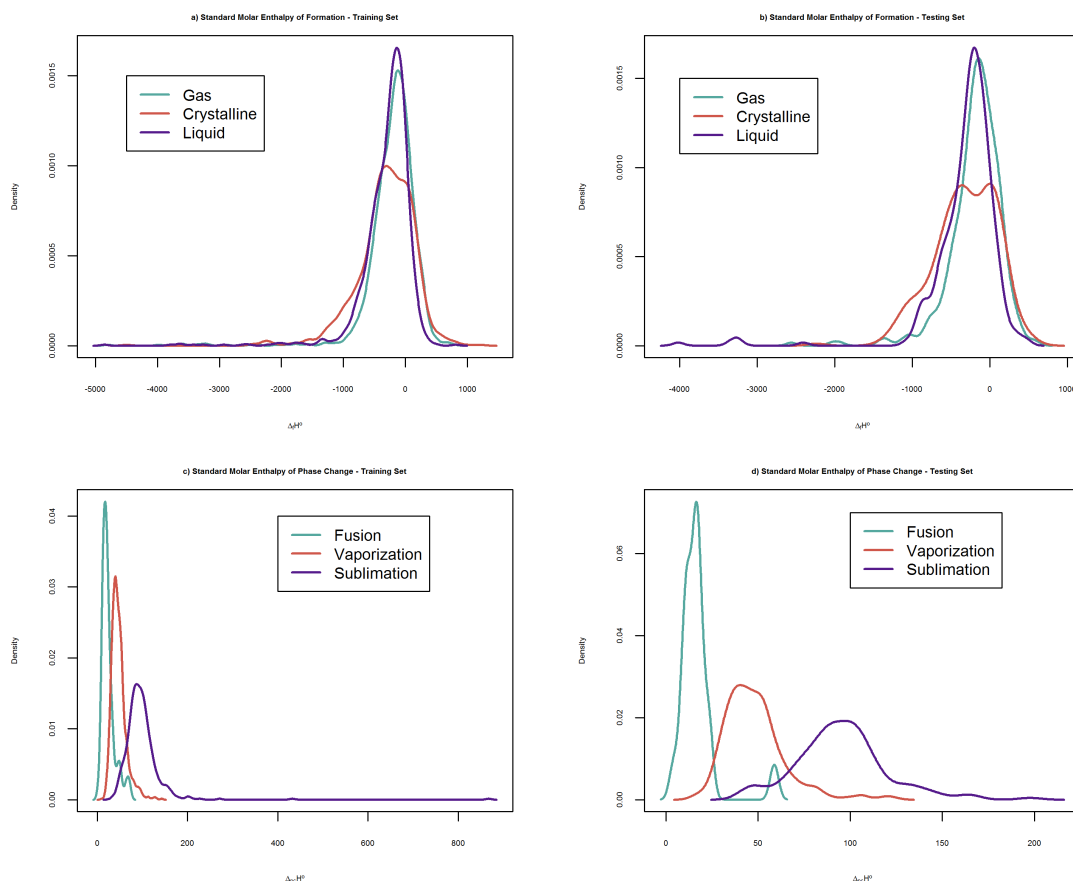 a) Standard Molar Enthalpy of Formation - Training Set
Density
0.0000 0.0005 0.0010 0.0015
Gas
Crystalline
Liquid
-5000 -4000 -3000 -2000 -1000 0 1000
ΔfHº
b) Standard Molar Enthalpy of Formation - Testing Set
Density
0.0000 0.0005 0.0010 0.0015
Gas
Crystalline
Liquid
-4000 -3000 -2000 -1000 0 1000
ΔfHº
c) Standard Molar Enthalpy of Phase Change - Training Set
Density
0.00 0.01 0.02 0.03 0.04
Fusion
Vaporization
Sublimation
0 200 400 600 800
d) Standard Molar Enthalpy of Phase Change - Testing Set
Density
0.00 0.02 0.04 0.06
Fusion
Vaporization
Sublimation
0 50 100 150 200